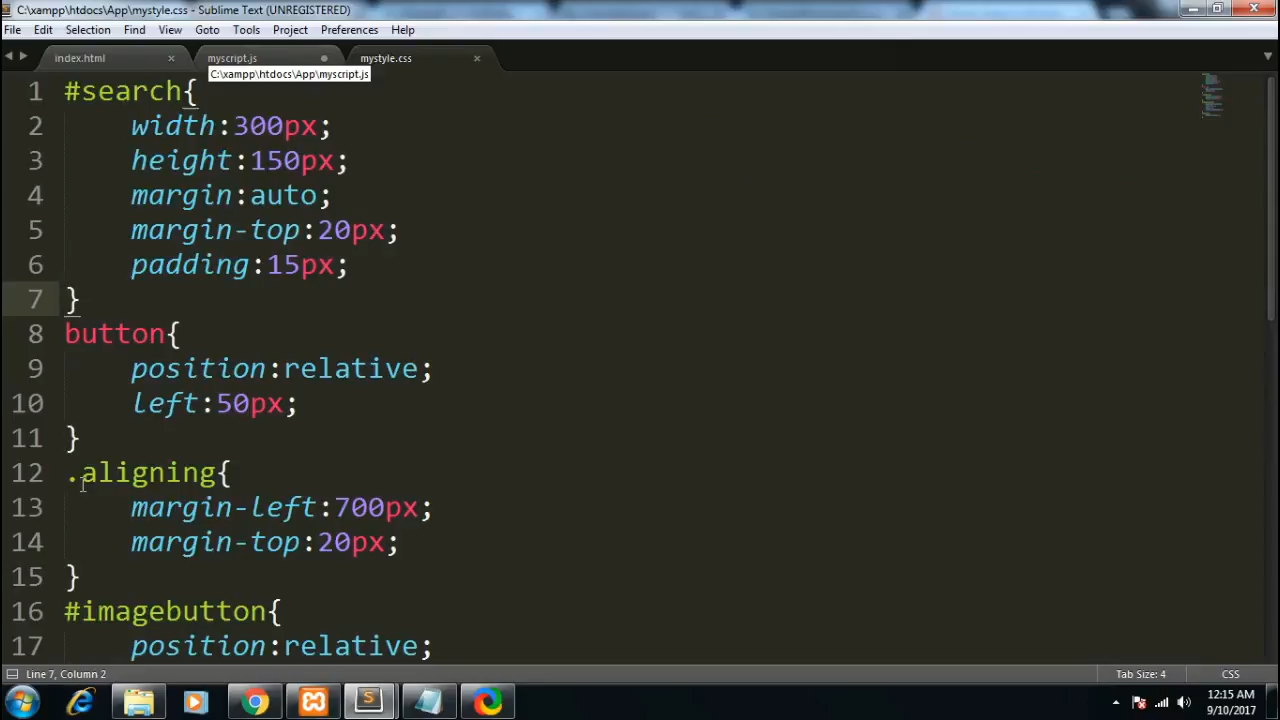 C:\xampp\htdocs\App\mystyle.css - Sublime Text (UNREGISTERED)
File Edit Selection Find View Goto Tools Project Preferences Help
index.html × myscript.js mystyle.css ×
C:\xampp\htdocs\App\myscript.js
1 #search{
2 width:300px;
3 height:150px;
4 margin:auto;
5 margin-top:20px;
6 padding:15px;
7 }
8 button{
9 position:relative;
10 left:50px;
11 }
12 .aligning{
13 margin-left:700px;
14 margin-top:20px;
15 }
16 #imagebutton{
17 position:relative;
Line 7, Column 2 Tab Size: 4 CSS
12:15 AM
9/10/2017